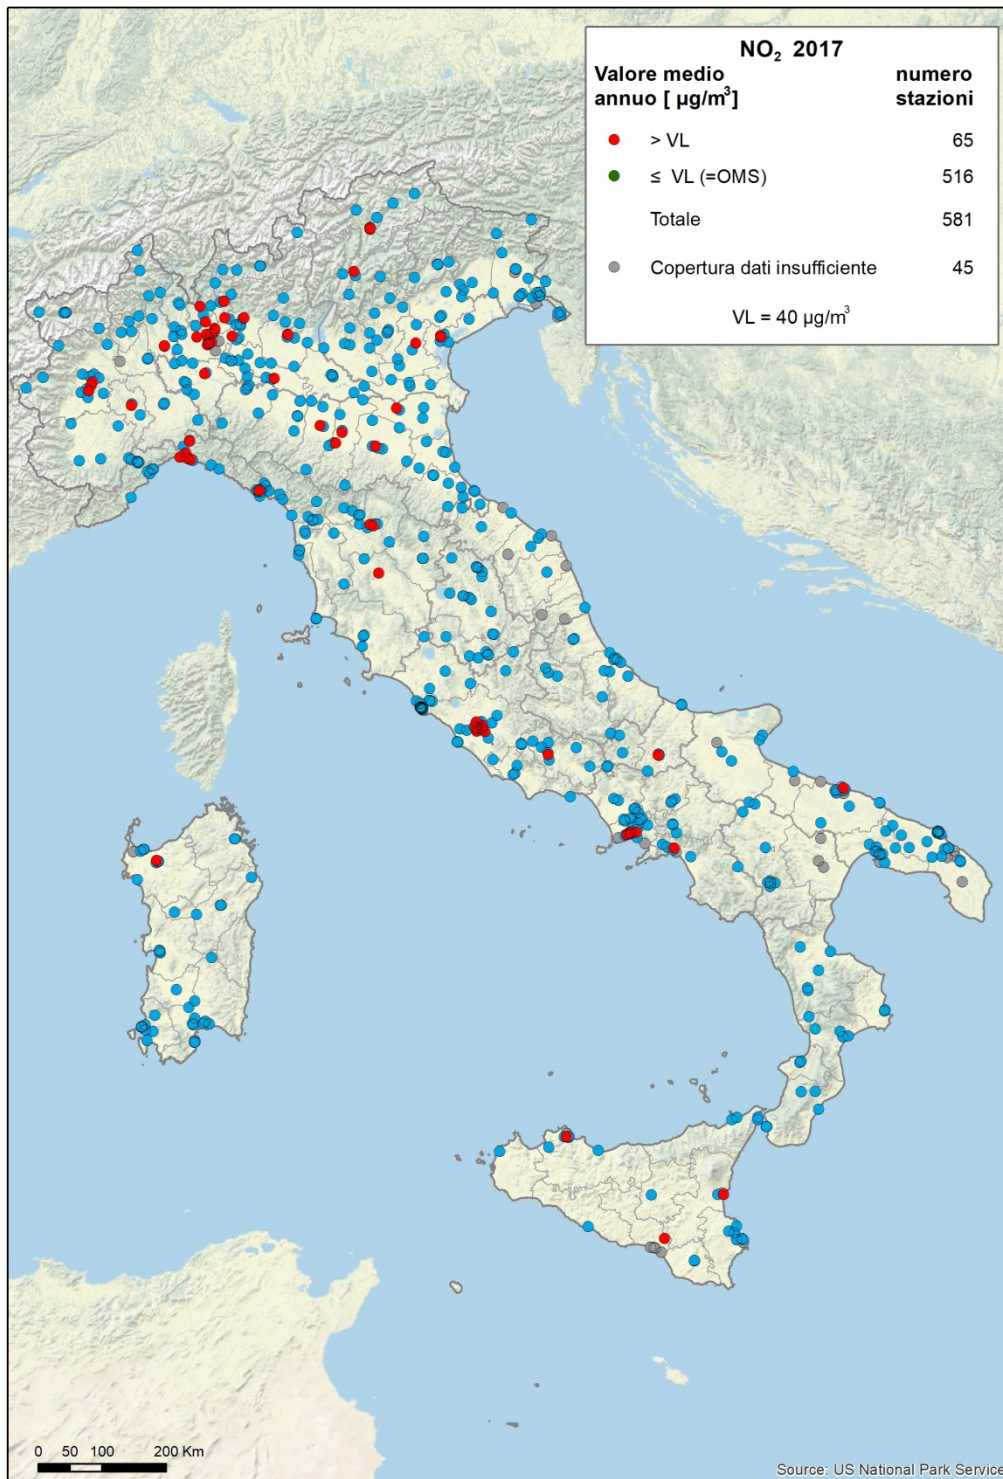 NO₂ 2017
Valore medio numero
annuo [ µg/m³] stazioni
> VL 65
≤ VL (=OMS) 516
Totale 581
Copertura dati insufficiente 45
VL = 40 µg/m³
0 50 100 200 Km
Source: US National Park Service